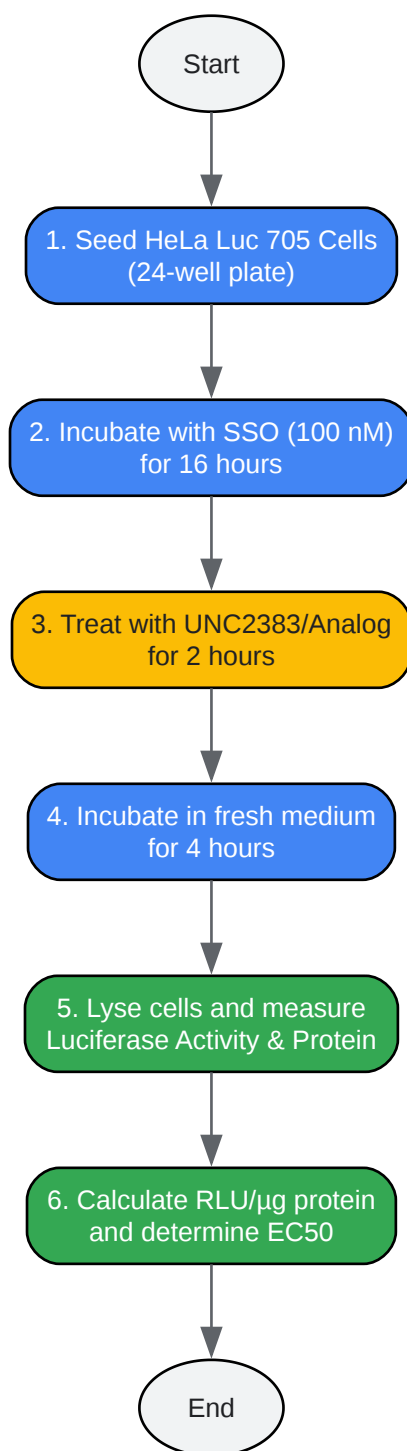 Start
1. Seed HeLa Luc 705 Cells
(24-well plate)
2. Incubate with SSO (100 nM)
for 16 hours
3. Treat with UNC2383/Analog
for 2 hours
4. Incubate in fresh medium
for 4 hours
5. Lyse cells and measure
Luciferase Activity & Protein
6. Calculate RLU/µg protein
and determine EC50
End